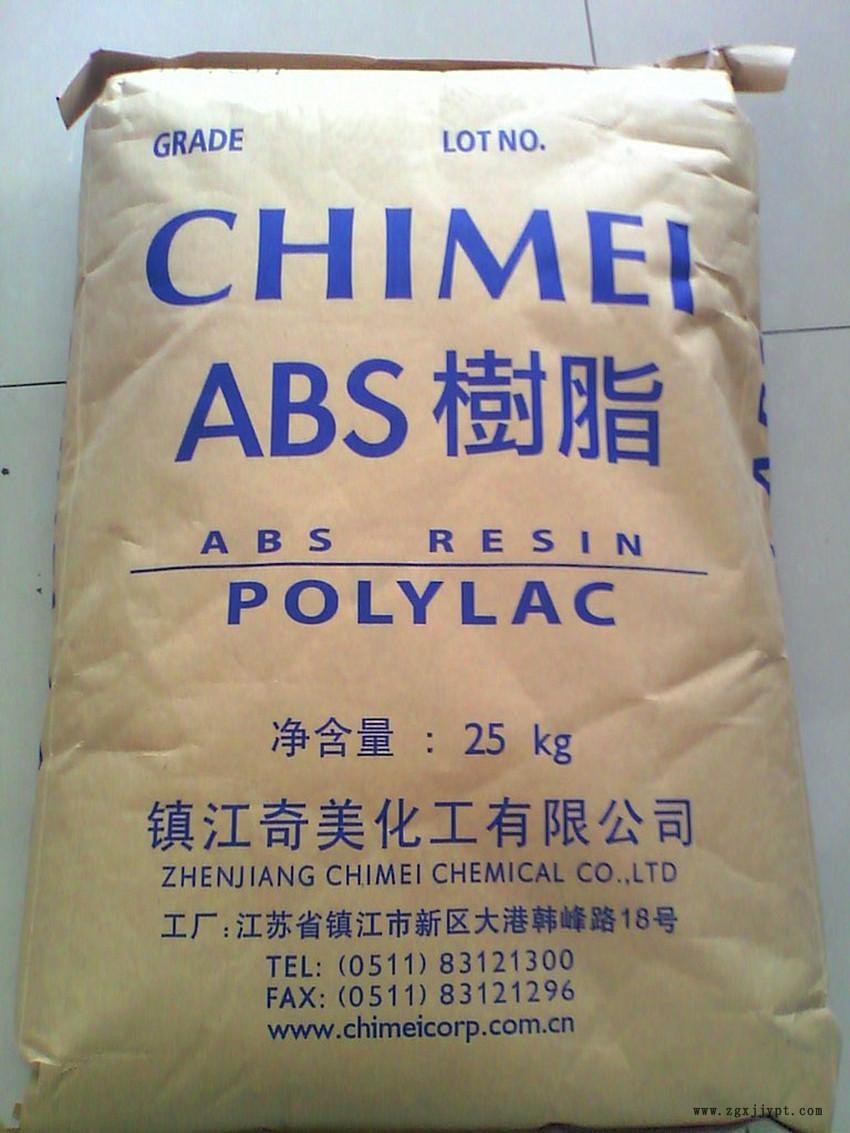 GRADE LOT NO.
CHIMEI
ABS樹脂
ABS RESIN
POLYLAC
净含量 : 25 kg
镇江奇美化工有限公司
ZHENJIANG CHIMEI CHEMICAL CO.,LTD
工厂:江苏省镇江市新区大港韩峰路18号
TEL: (0511) 83121300
FAX: (0511) 83121296
www.chimeicorp.com.cn
www.zgxjjypt.com